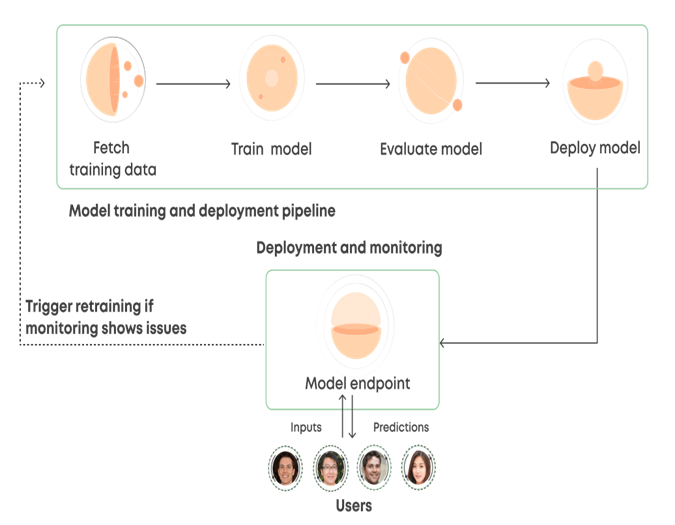 Fetch
training data
Train model
Evaluate model
Deploy model
Model training and deployment pipeline
Deployment and monitoring
Trigger retraining if
monitoring shows issues
Model endpoint
Inputs
Predictions
Users